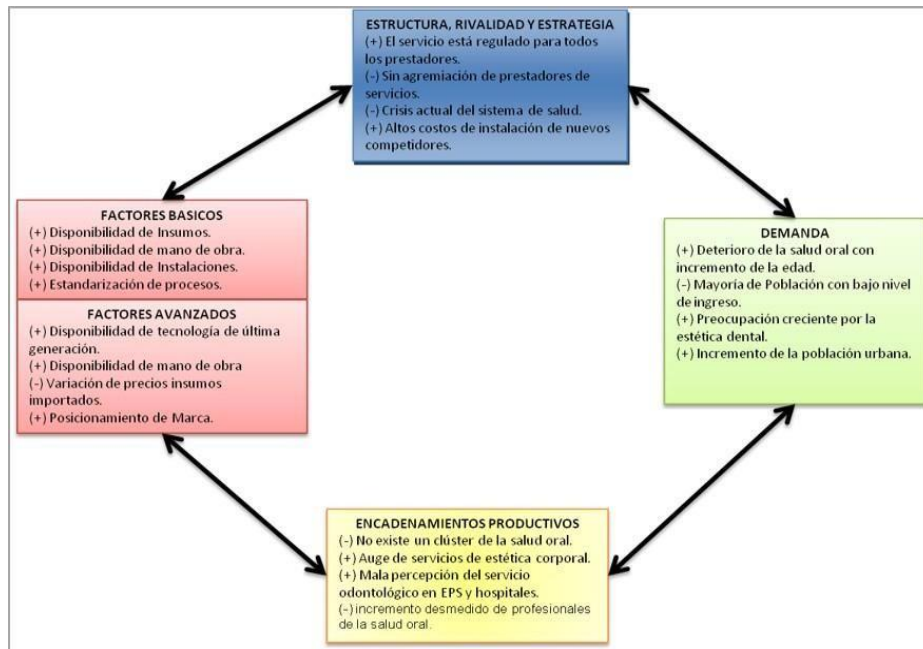 ESTRUCTURA, RIVALIDAD Y ESTRATEGIA
(+) El servicio está regulado para todos
los prestadores.
(-) Sin agremiación de prestadores de
servicios.
(-) Crisis actual del sistema de salud.
(+) Altos costos de instalación de nuevos
competidores.
FACTORES BASICOS
(+) Disponibilidad de Insumos.
(+) Disponibilidad de mano de obra.
(+) Disponibilidad de Instalaciones.
(+) Estandarización de procesos.
FACTORES AVANZADOS
(+) Disponibilidad de tecnología de última
generación.
(+) Disponibilidad de mano de obra
(-) Variación de precios insumos
importados.
(+) Posicionamiento de Marca.
DEMANDA
(+) Deterioro de la salud oral con
incremento de la edad.
(-) Mayoría de Población con bajo nivel
de ingreso.
(+) Preocupación creciente por la
estética dental.
(+) Incremento de la población urbana.
ENCADENAMIENTOS PRODUCTIVOS
(-) No existe un clúster de la salud oral.
(+) Auge de servicios de estética corporal.
(+) Mala percepción del servicio
odontológico en EPS y hospitales.
(-) incremento desmedido de profesionales
de la salud oral.